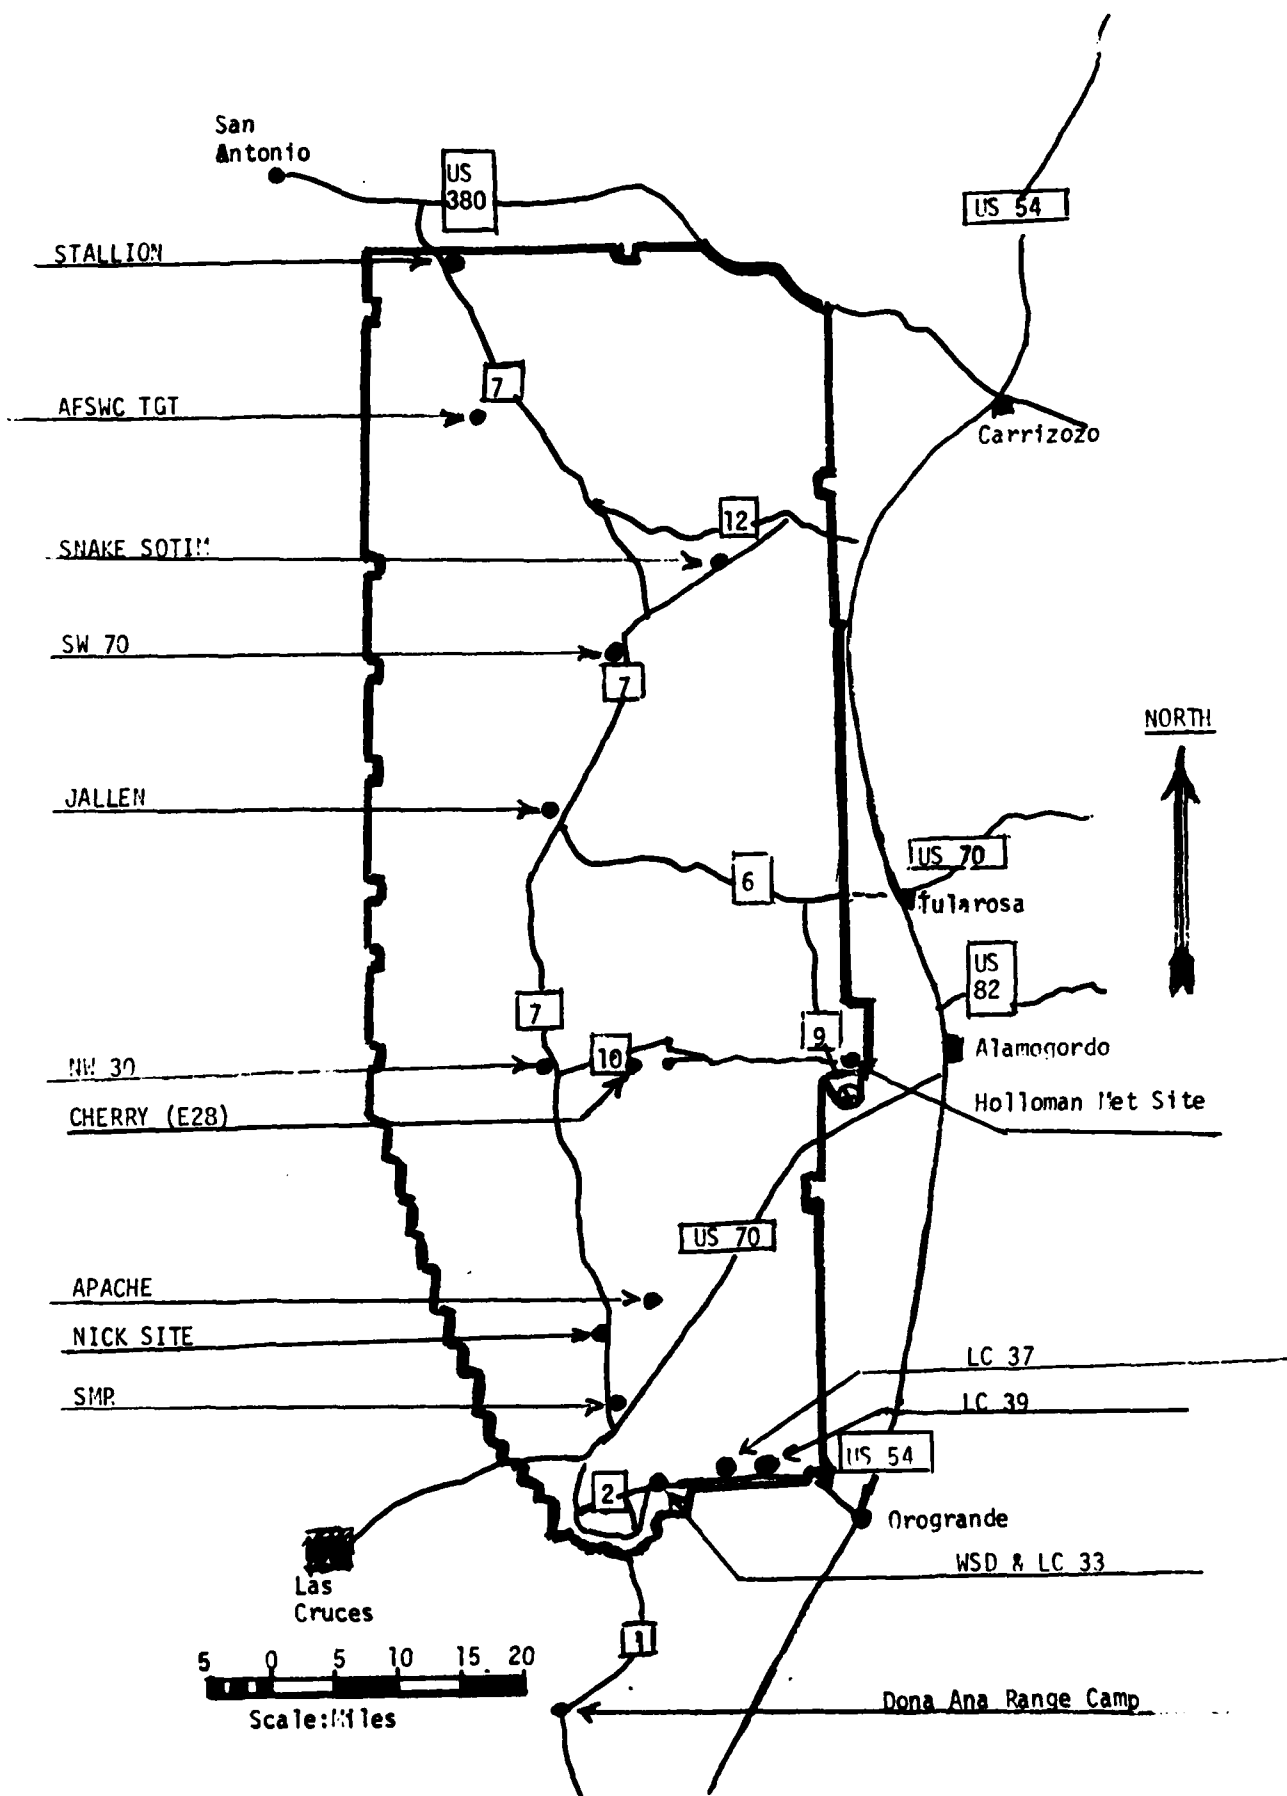 San
Antonio
US
380
US 54
STALLION
7
AFSWC TGT
Carrizozo
12
SNAKE
SW 70
7
NORTH
JALLEN
US 70
6
Tularosa
US
82
7
9
10
Alamogordo
NW 30
CHERRY (E28)
Holloman Met Site
US 70
APACHE
NICK SITE
LC 37
SMR
LC 39
US 54
2
Orogrande
WSD & LC 33
Las
Cruces
1
5 0 5 10 15 20
Scale:Miles
Dona Ana Range Camp